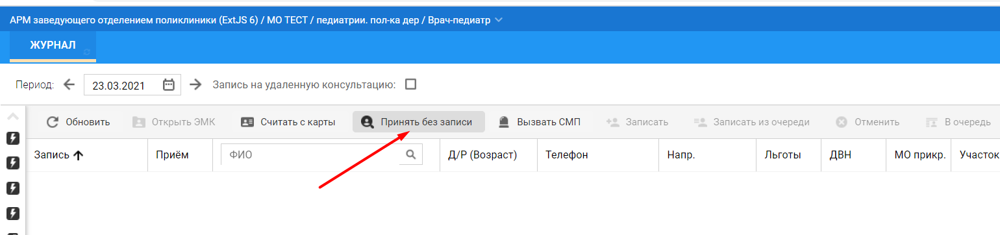 АРМ заведующего отделением поликлиники (ExtJS 6) / МО ТЕСТ / педиатрии. пол-ка дер / Врач-педиатр
ЖУРНАЛ
Период: 23.03.2021 Запись на удаленную консультацию:
Обновить Открыть ЭМК Считать с карты Принять без записи Вызвать СМП Записать Записать из очереди Отменить В очередь
Запись Приём ФИО Д/Р (Возраст) Телефон Напр. Льготы ДВН МО прикр. Участок